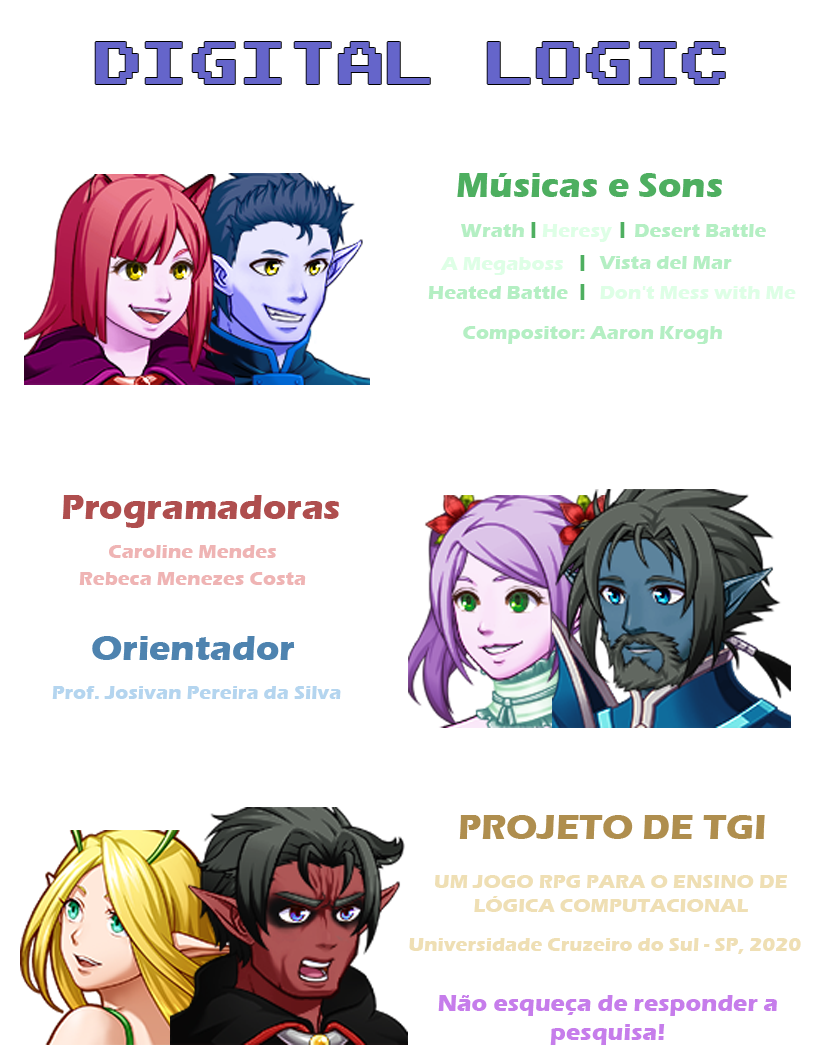 DIGITAL LOGIC
Músicas e Sons
Wrath | Heresy | Desert Battle
A Megaboss | Vista del Mar
Heated Battle | Don't Mess with Me
Compositor: Aaron Krogh
Programadoras
Caroline Mendes
Rebeca Menezes Costa
Orientador
Prof. Josivan Pereira da Silva
PROJETO DE TGI
UM JOGO RPG PARA O ENSINO DE
LÓGICA COMPUTACIONAL
Universidade Cruzeiro do Sul - SP, 2020
Não esqueça de responder a
pesquisa!